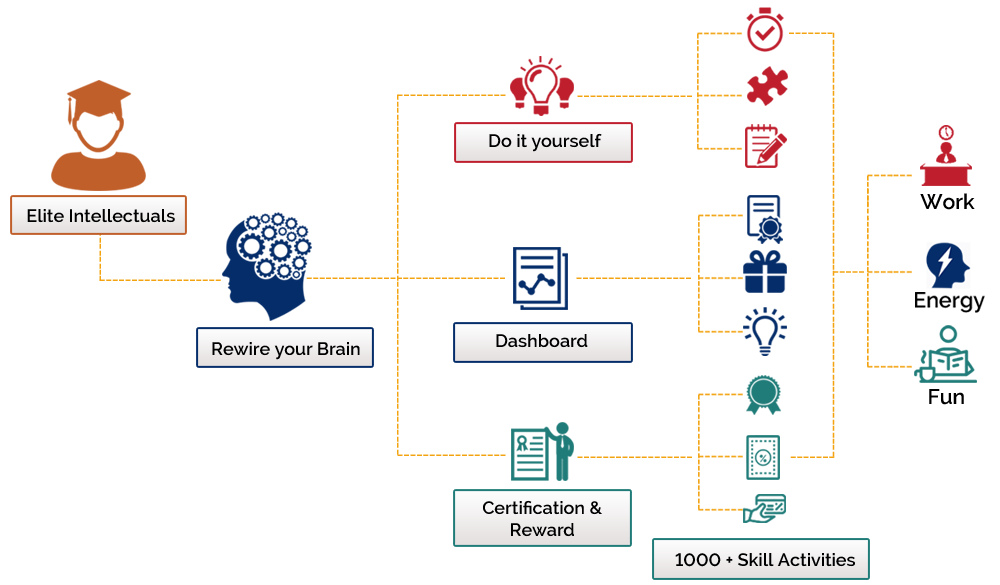 Elite Intellectuals
Rewire your Brain
Do it yourself
Dashboard
Certification &
Reward
1000 + Skill Activities
Work
Energy
Fun